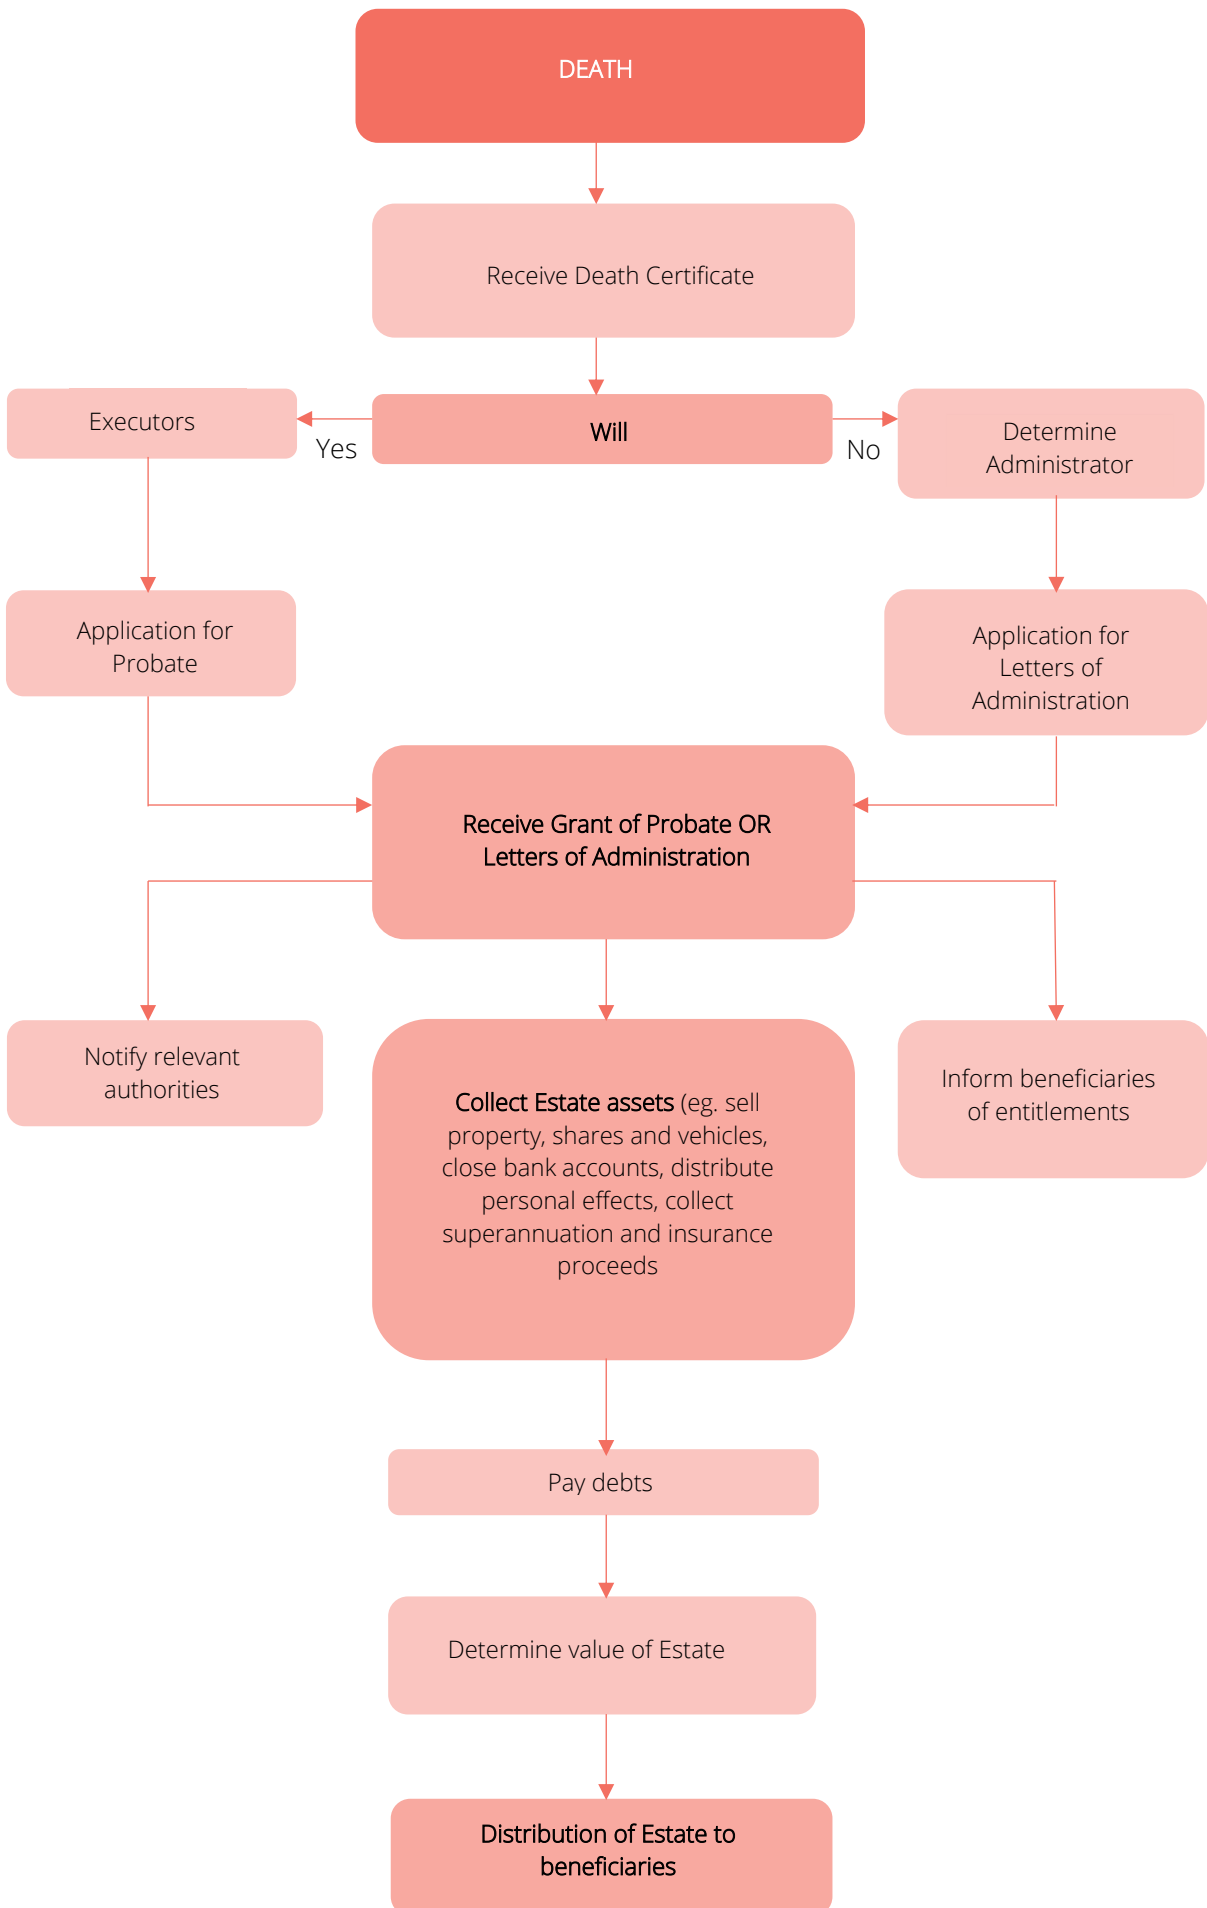 DEATH
Receive Death Certificate
Executors
Yes
Will
No
Determine
Administrator
Application for
Probate
Application for
Letters of
Administration
Receive Grant of Probate OR
Letters of Administration
Notify relevant
authorities
Collect Estate assets (eg. sell
property, shares and vehicles,
close bank accounts, distribute
personal effects, collect
superannuation and insurance
proceeds
Inform beneficiaries
of entitlements
Pay debts
Determine value of Estate
Distribution of Estate to
beneficiaries